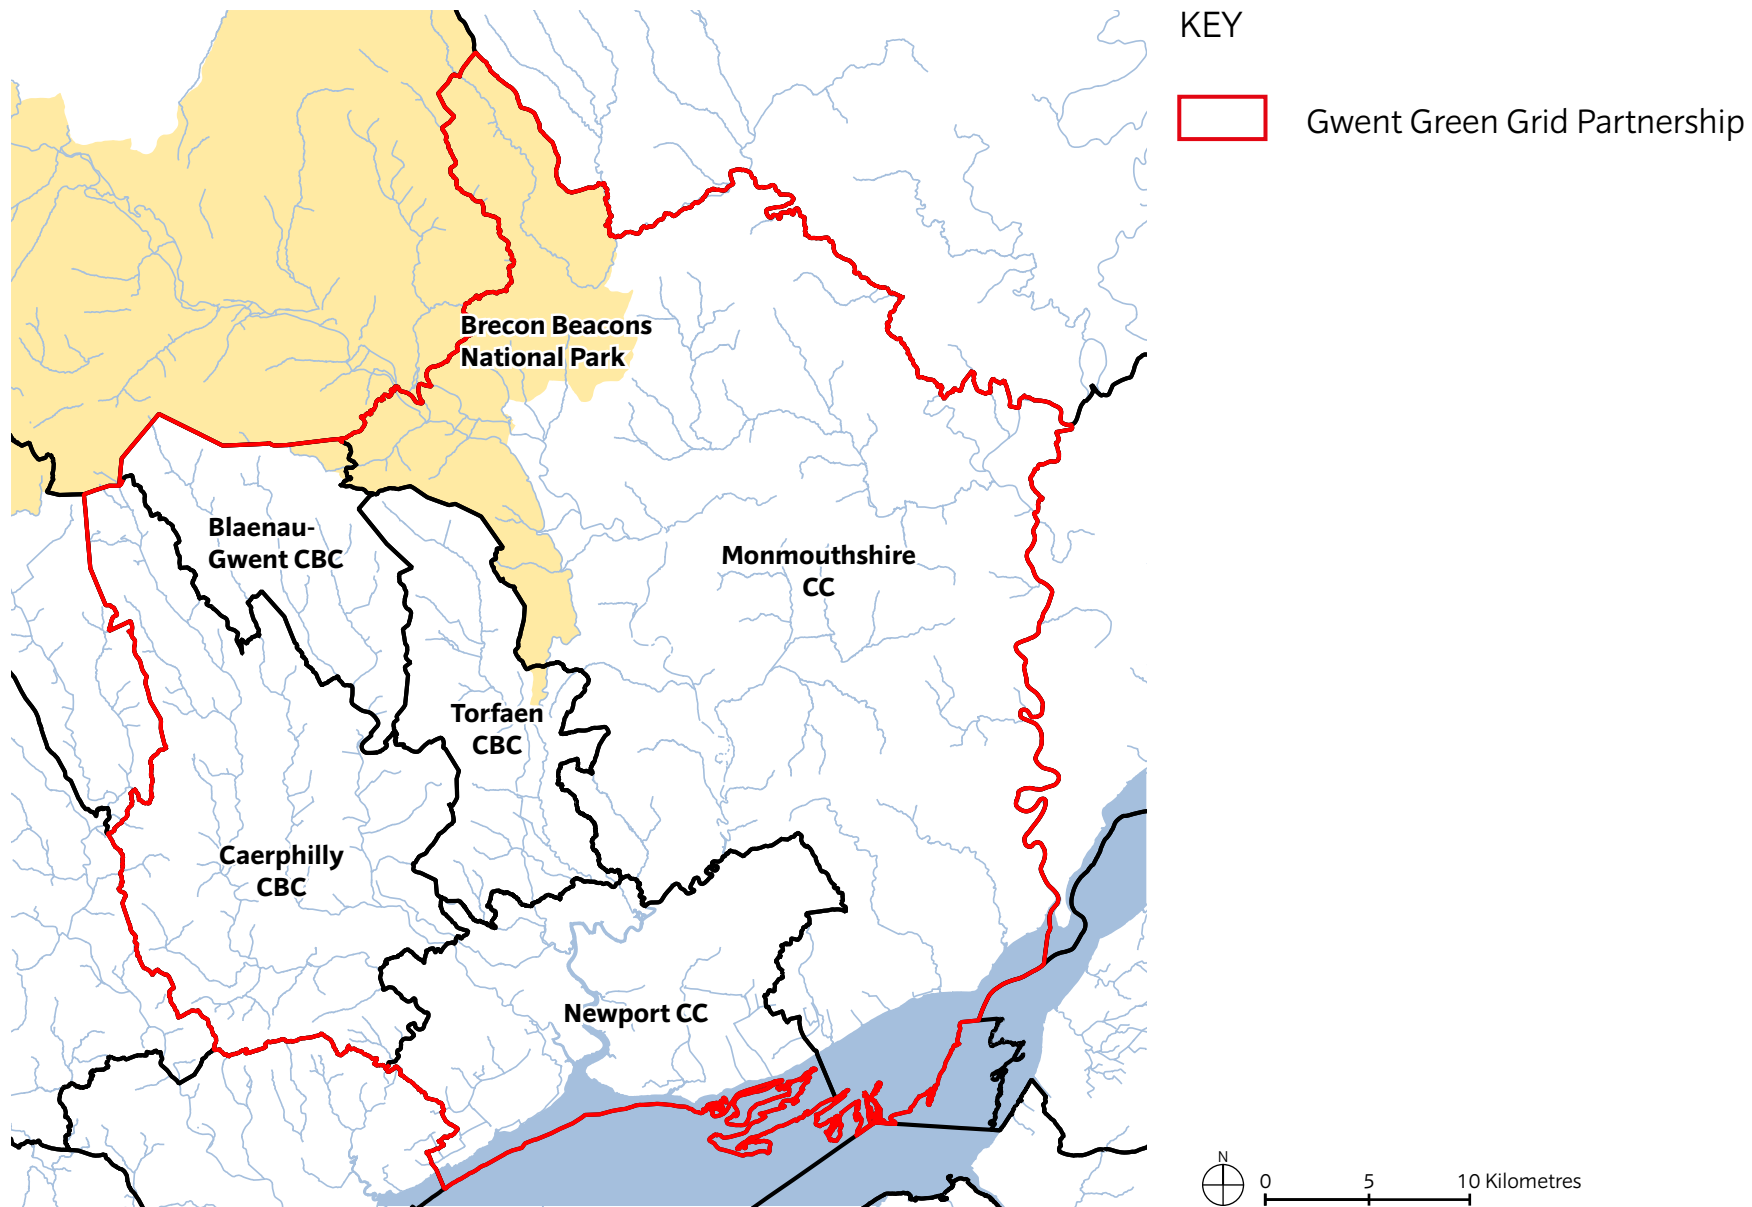 KEY
Gwent Green Grid Partnership
Brecon Beacons
National Park
Blaenau-
Gwent CBC
Monmouthshire
CC
Torfaen
CBC
Caerphilly
CBC
Newport CC
N
0 5 10 Kilometres